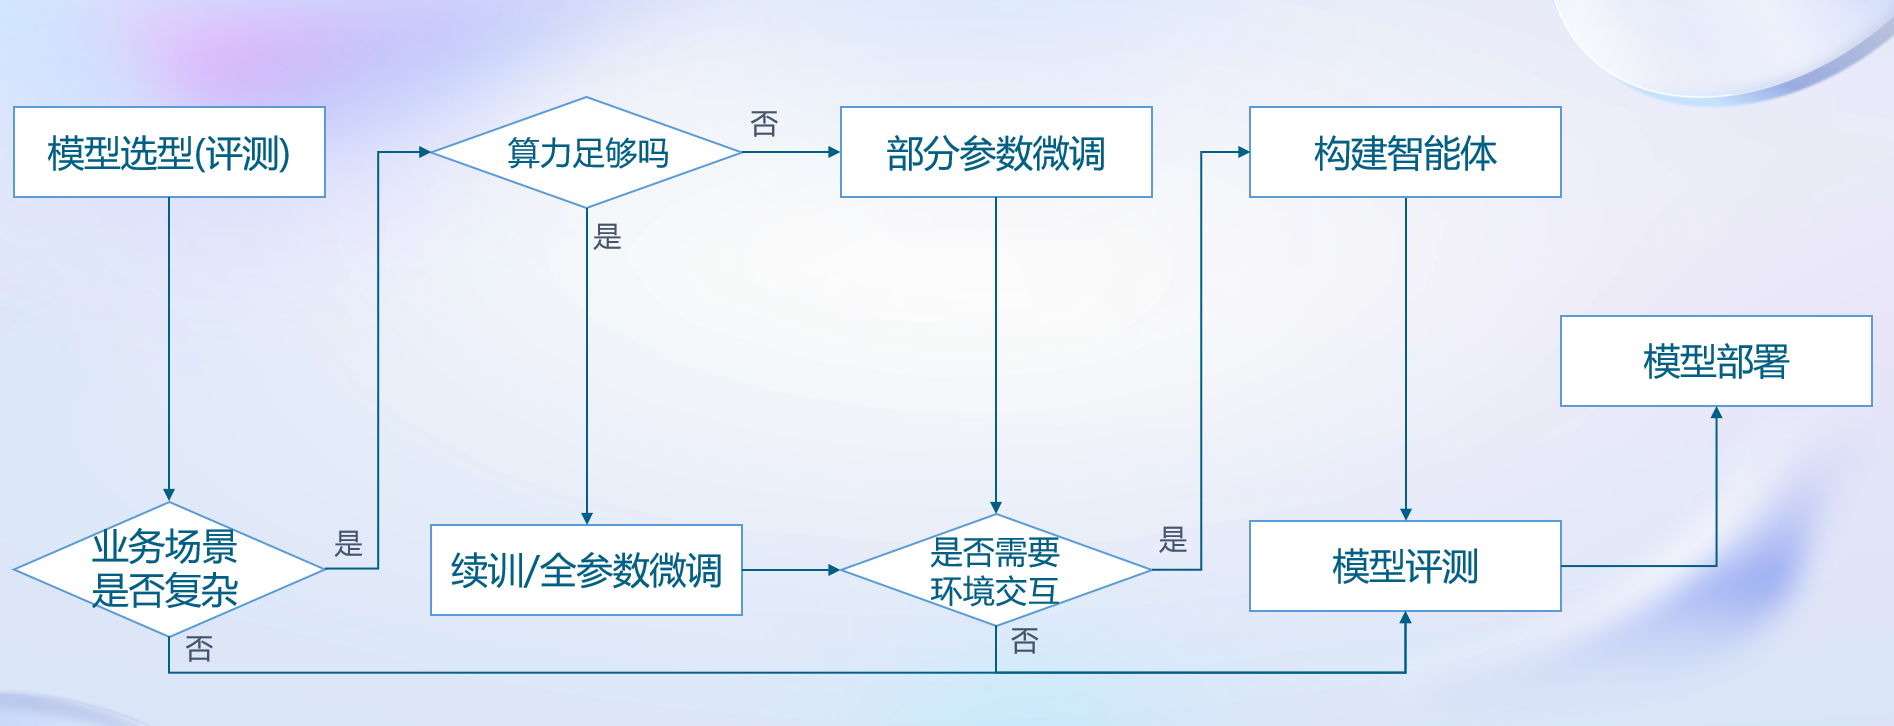 模型选型(评测)
算力足够吗
否
部分参数微调
构建智能体
是
模型部署
业务场景
是否复杂
是
续训/全参数微调
是否需要
环境交互
是
模型评测
否
否